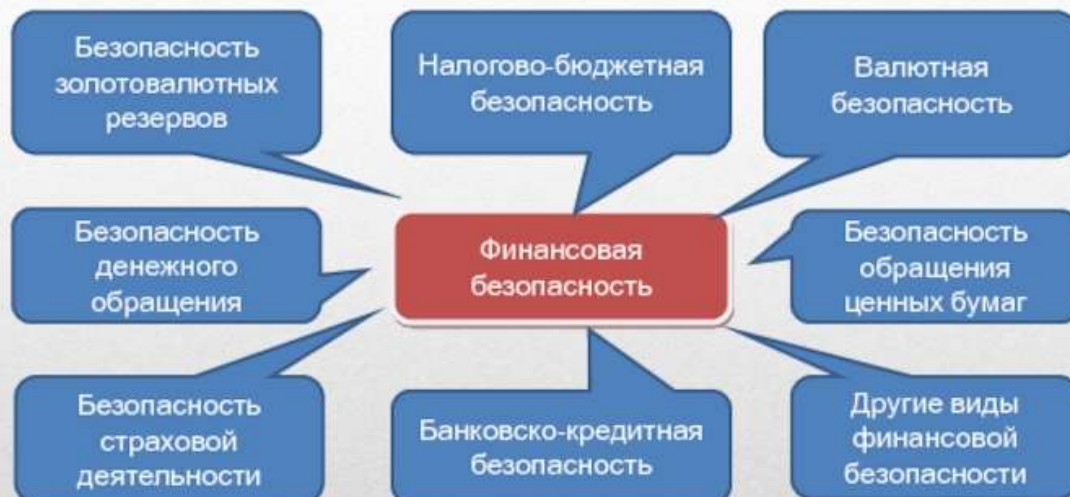 Безопасность
золотовалютных
резервов
Налогово-бюджетная
безопасность
Валютная
безопасность
Безопасность
денежного
обращения
Финансовая
безопасность
Безопасность
обращения
ценных бумаг
Безопасность
страховой
деятельности
Банковско-кредитная
безопасность
Другие виды
финансовой
безопасности